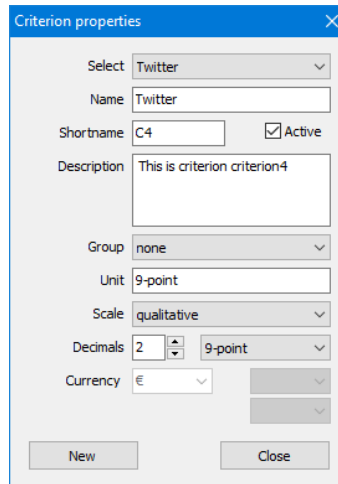 Criterion properties
Select Twitter
Name Twitter
Shortname C4 Active
Description This is criterion criterion4
Group none
Unit 9-point
Scale qualitative
Decimals 2 9-point
Currency €
New Close